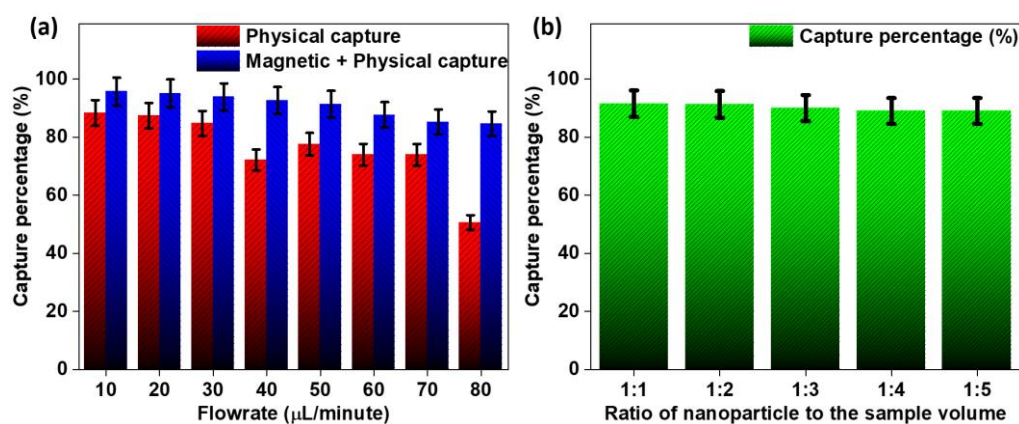 (a)
Physical capture
Magnetic + Physical capture
Capture percentage (%)
100
80
60
40
20
0
10 20 30 40 50 60 70 80
Flowrate (μL/minute)
(b)
Capture percentage (%)
Capture percentage (%)
100
80
60
40
20
0
1:1 1:2 1:3 1:4 1:5
Ratio of nanoparticle to the sample volume